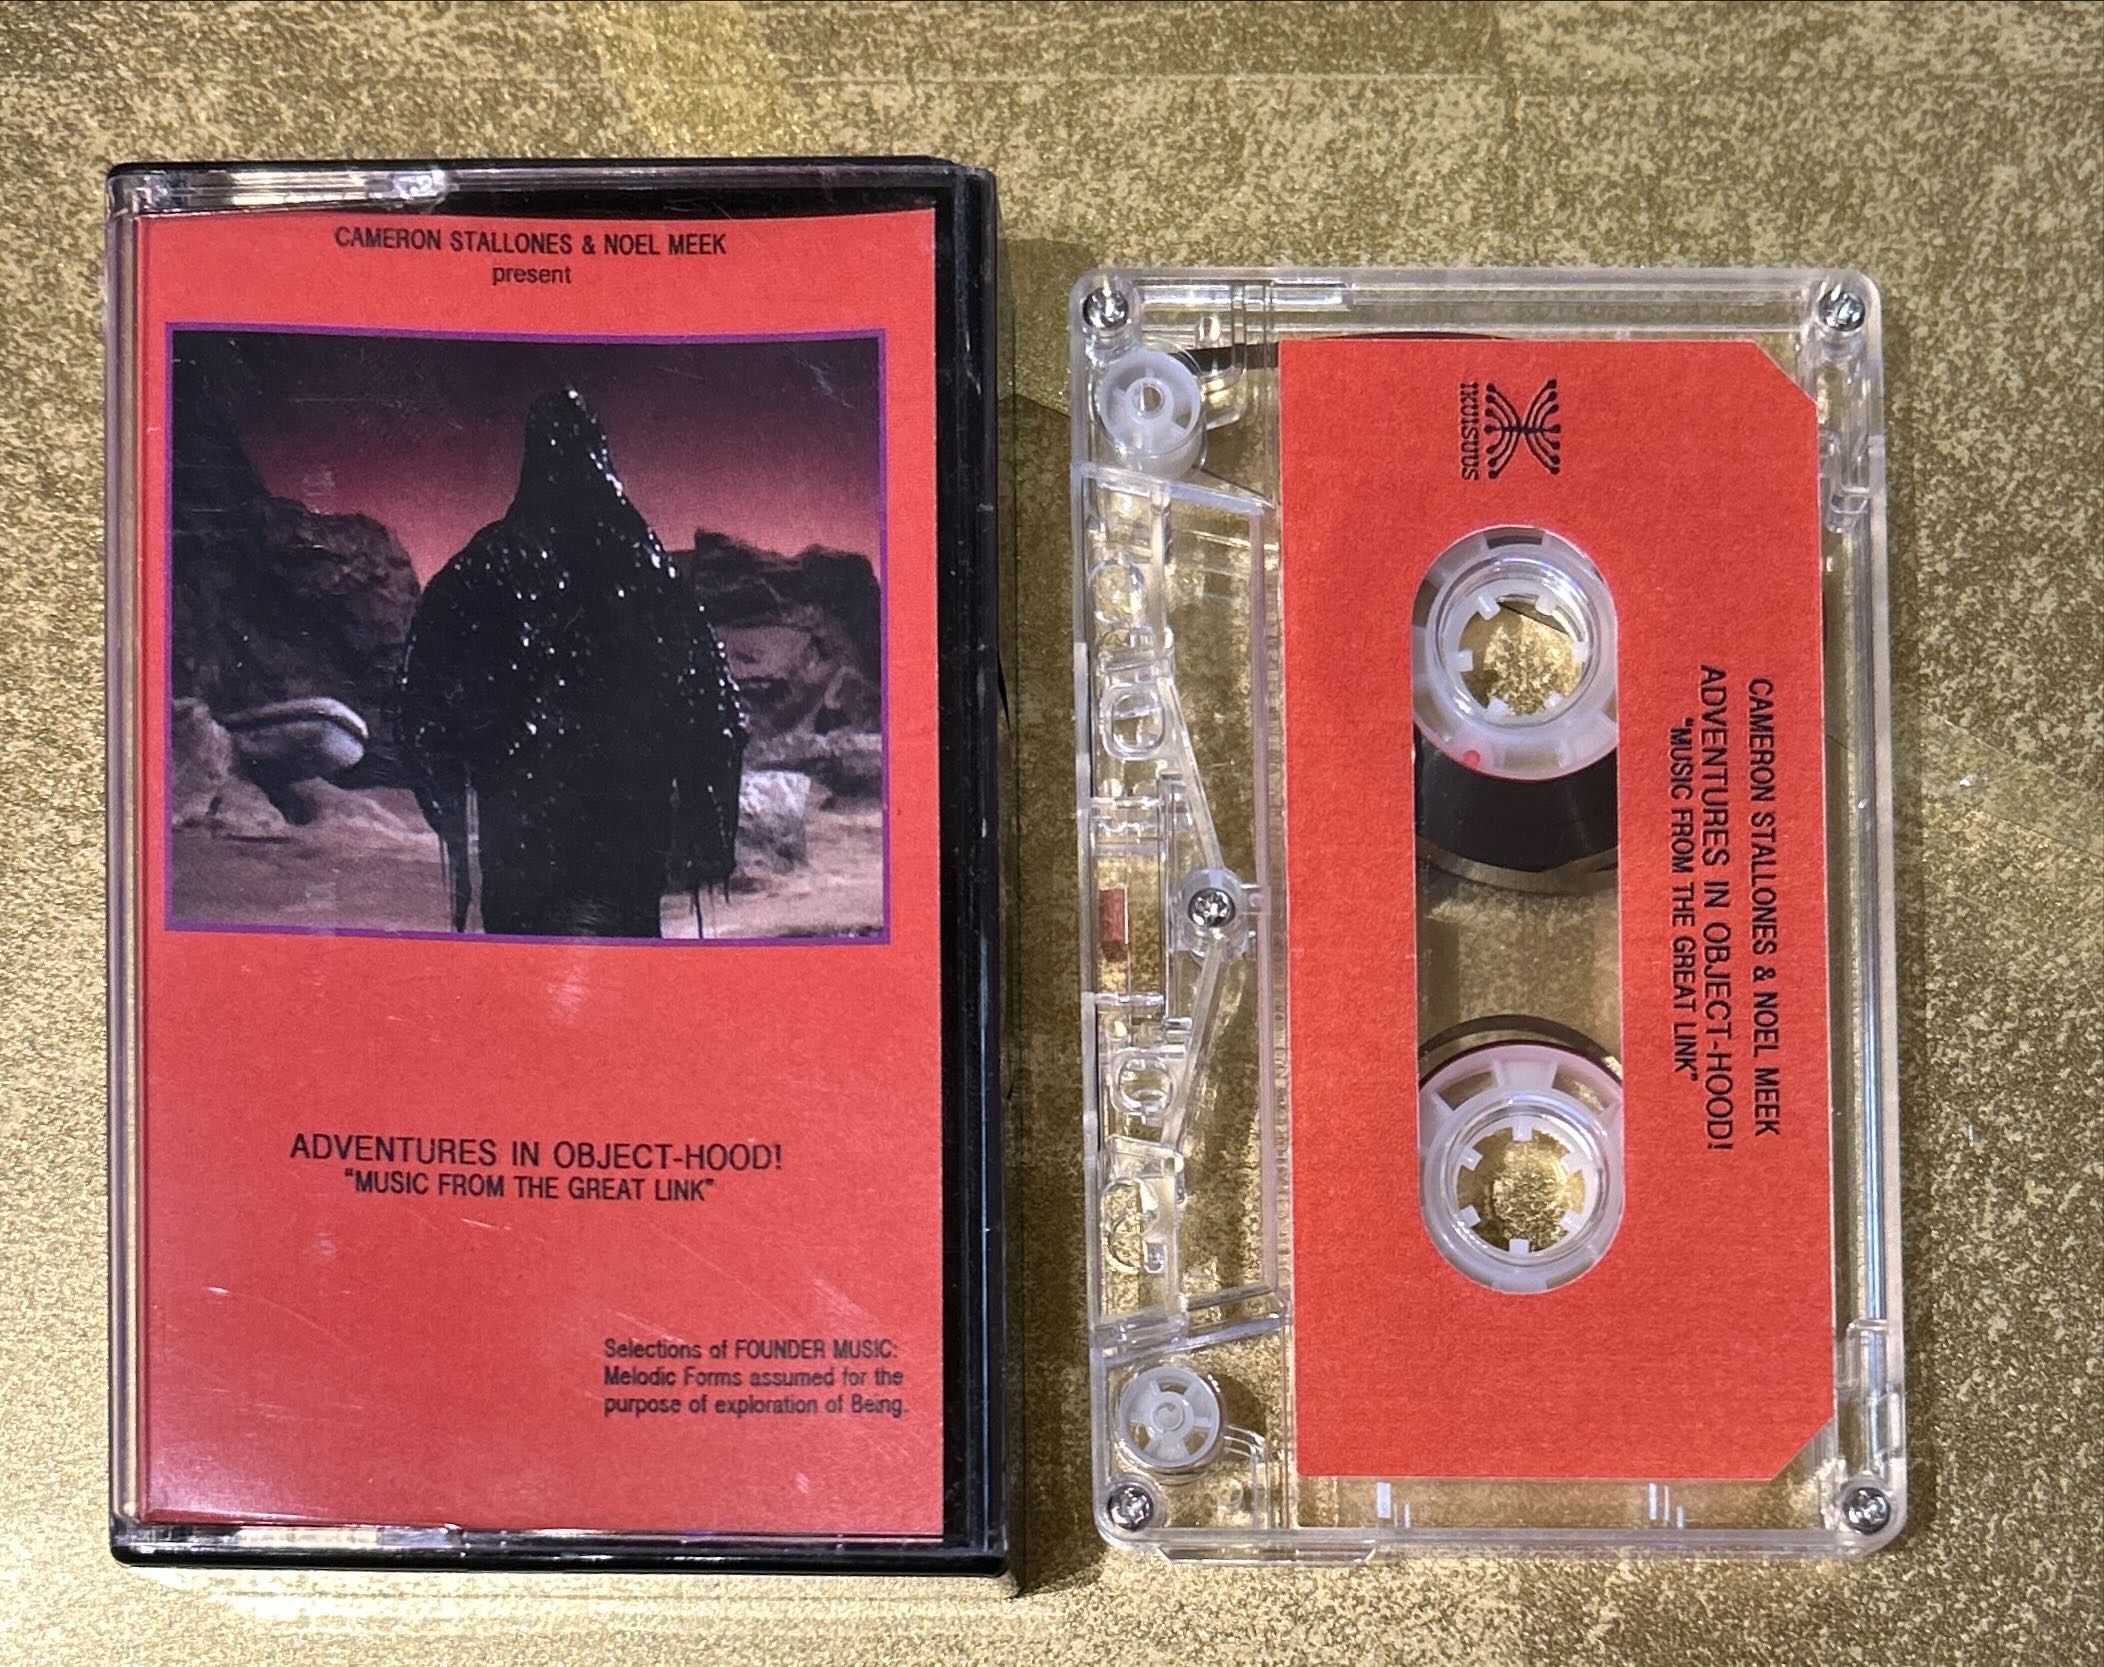 CAMERON STALLONES & NOEL MEEK
present
ADVENTURES IN OBJECT-HOOD!
"MUSIC FROM THE GREAT LINK"
Selections of FOUNDER MUSIC:
Melodic Forms assumed for the
purpose of exploration of Being.
IKUISUUS
CAMERON STALLONES & NOEL MEEK
ADVENTURES IN OBJECT-HOOD!
"MUSIC FROM THE GREAT LINK"